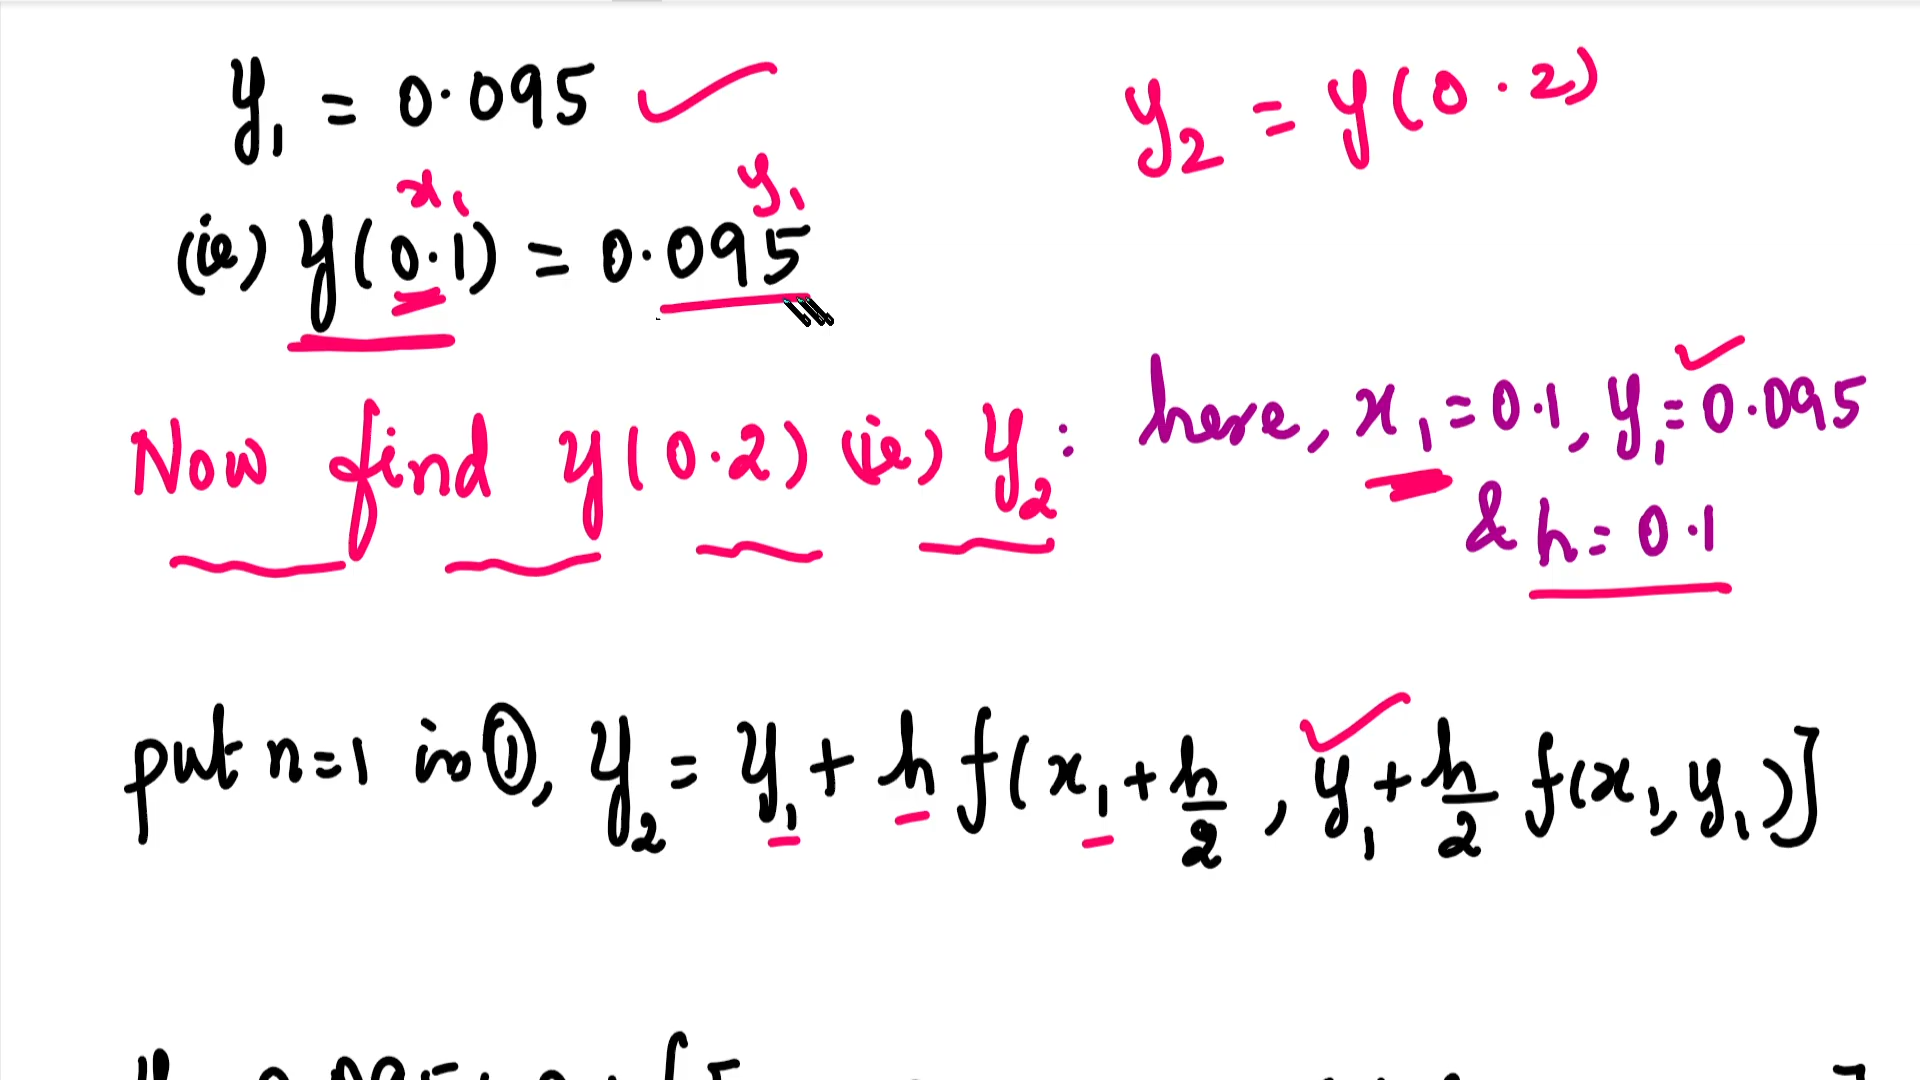 y₁ = 0.095
y₂ = y(0.2)
x₁ y₁
(ie) y(0.1) = 0.095
Now find y(0.2) (ie) y₂ : here, x₁ = 0.1, y₁ = 0.095
& h = 0.1
put n=1 in ①, y₂ = y₁ + h f(x₁ + h/2 , y₁ + h/2 f(x₁, y₁)]